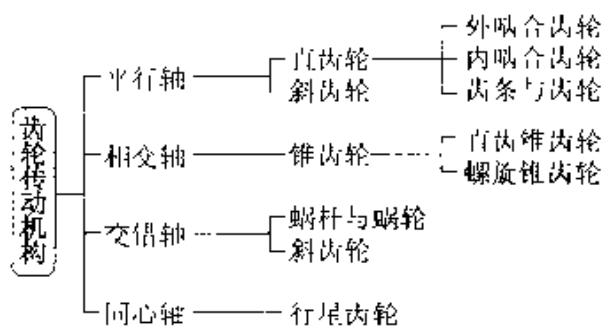 齿轮传动机构
平行轴
直齿轮
斜齿轮
外啮合齿轮
内啮合齿轮
齿条与齿轮
相交轴
锥齿轮
直齿锥齿轮
螺旋锥齿轮
交错轴
蜗杆与蜗轮
斜齿轮
同心轴
行星齿轮